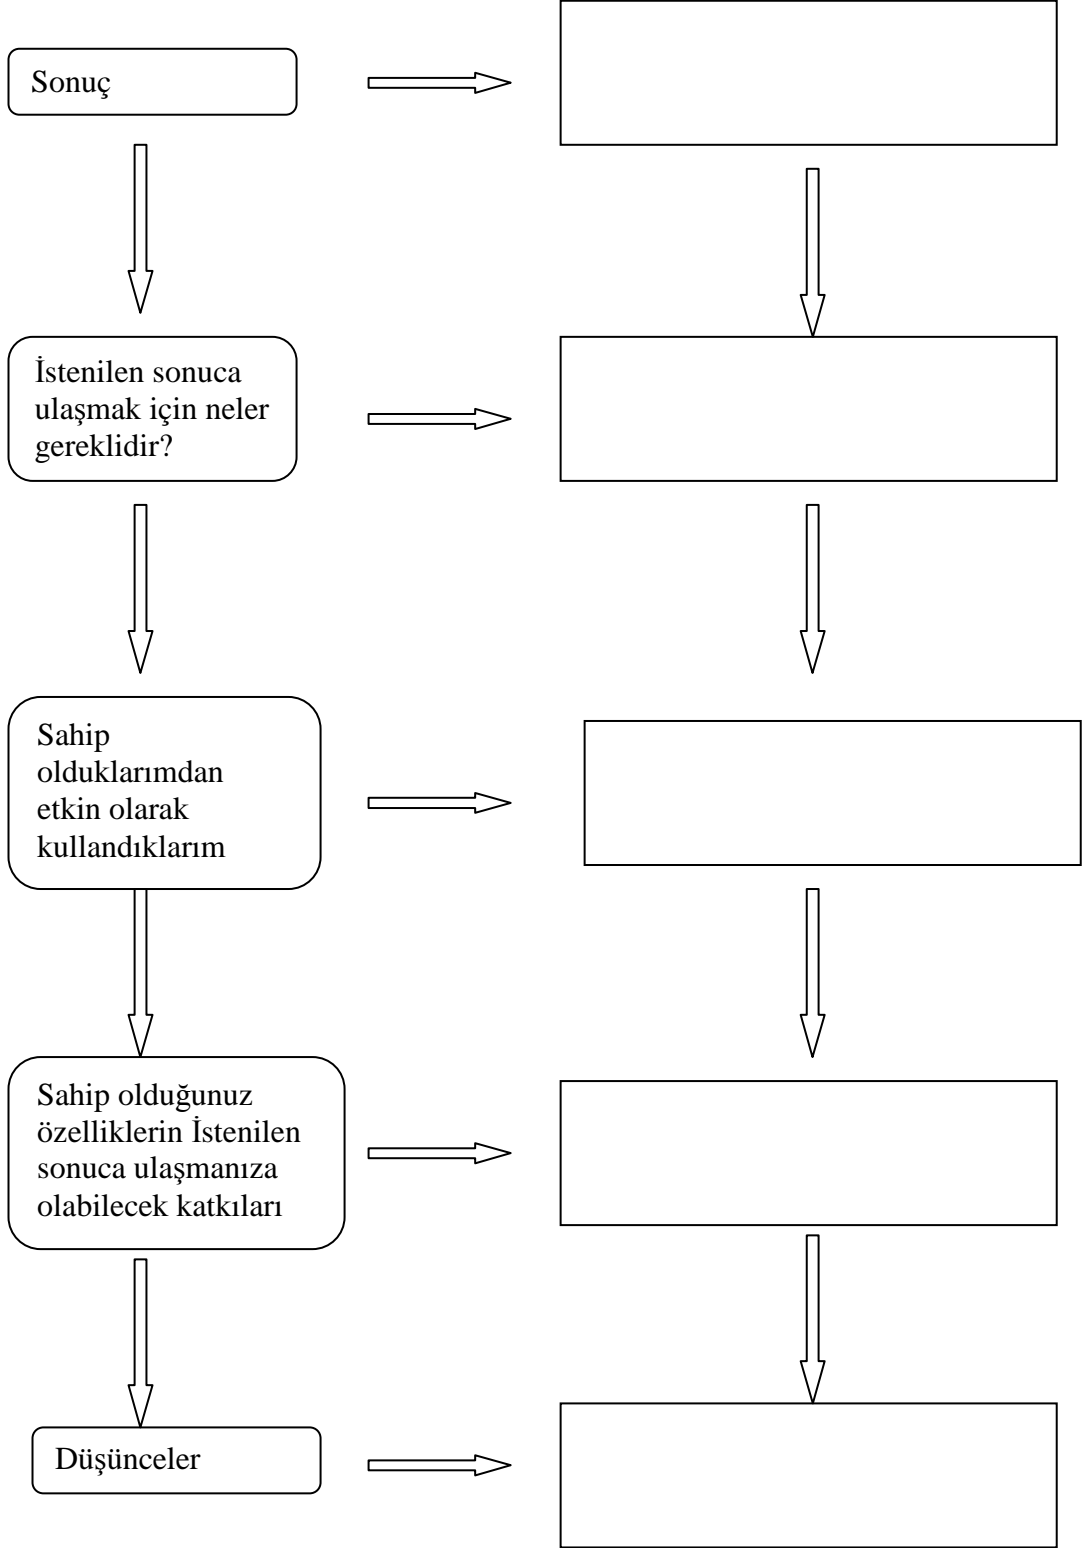 Sonuç
İstenilen sonuca
ulaşmak için neler
gereklidir?
Sahip
olduklarımdan
etkin olarak
kullandıklarım
Sahip olduğunuz
özelliklerin İstenilen
sonuca ulaşmanıza
olabilecek katkıları
Düşünceler